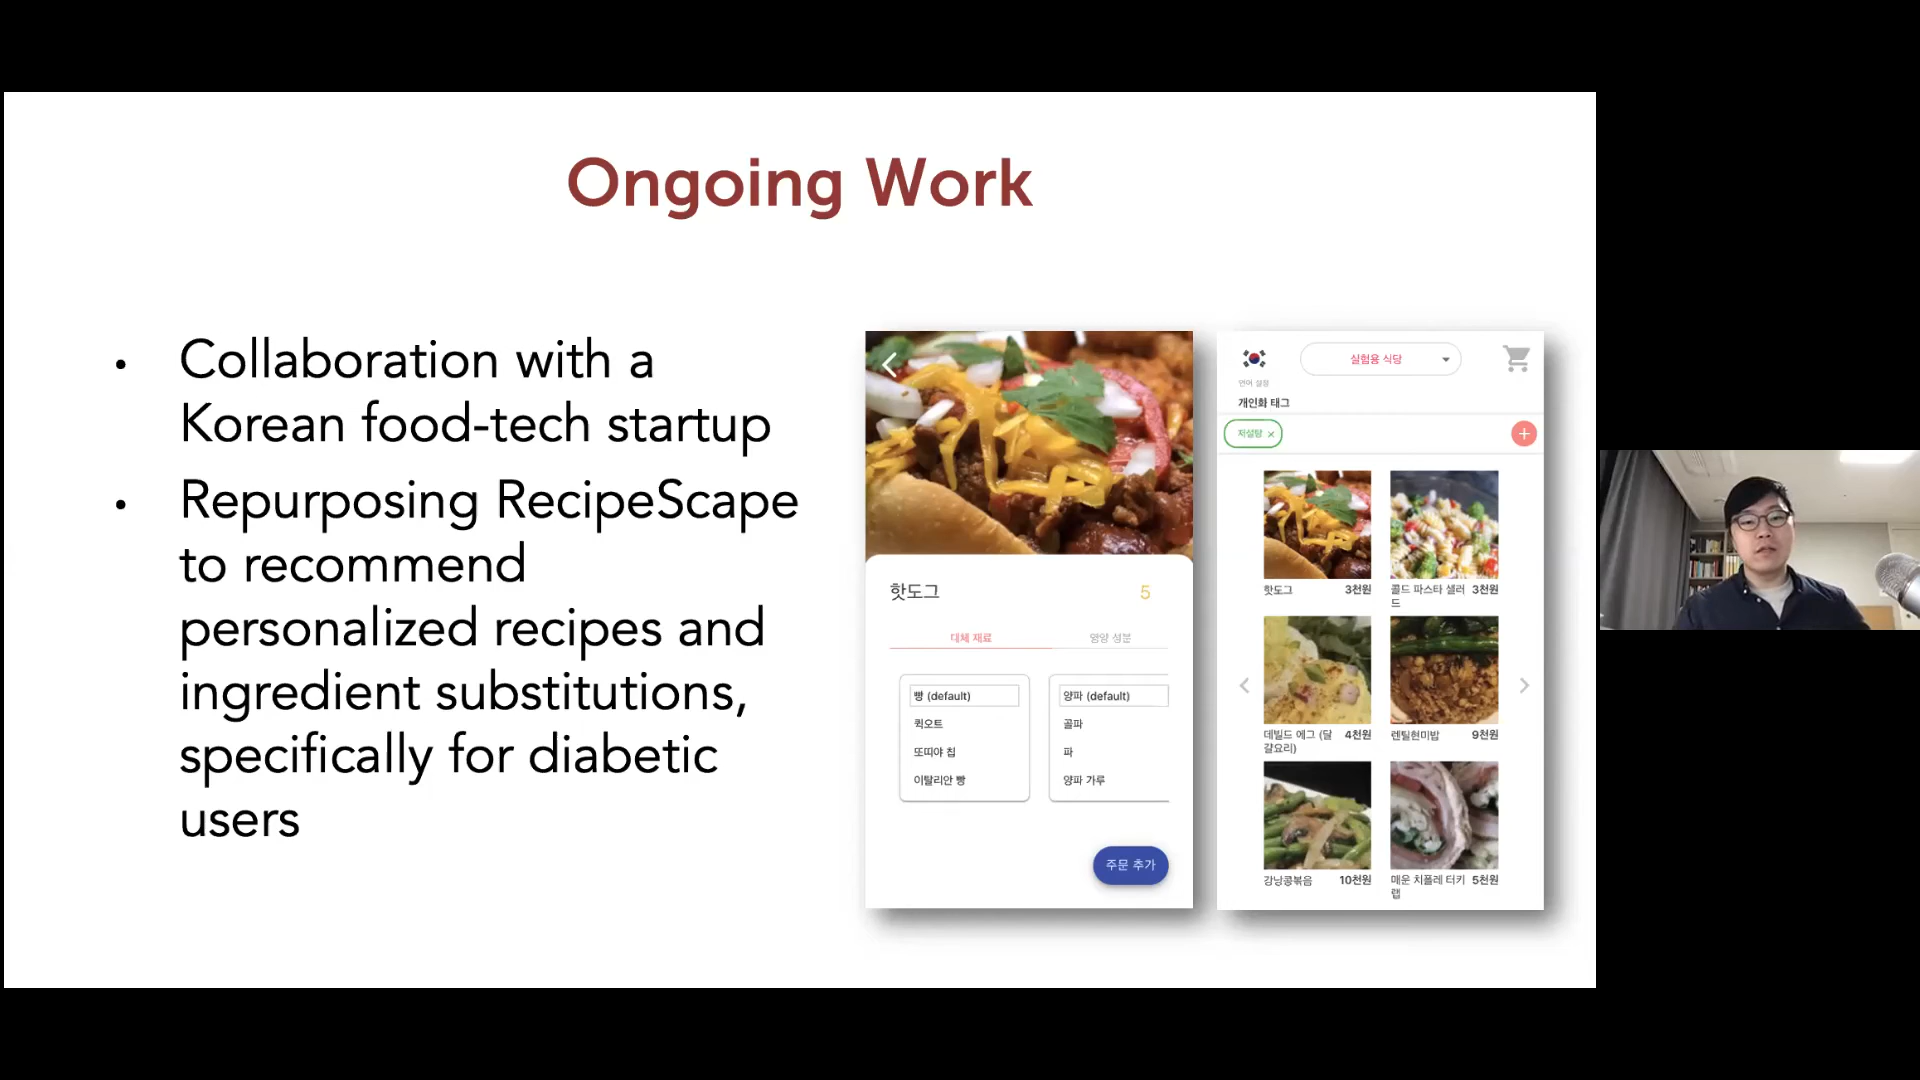 Ongoing Work
• Collaboration with a
Korean food-tech startup
• Repurposing RecipeScape
to recommend
personalized recipes and
ingredient substitutions,
specifically for diabetic
users
핫도그 5
대체 재료 영양 성분
빵 (default) 양파 (default)
퀵오트 골파
또띠야 칩 파
이탈리안 빵 양파 가루
주문 추가
실험용 식당
언어 설정
개인화 태그
저설탕 ×
핫도그 3천원 콜드 파스타 샐러 3천원
드
데빌드 에그 (달 4천원 렌틸현미밥 9천원
걀요리)
강낭콩볶음 10천원 매운 치폴레 터키 5천원
랩